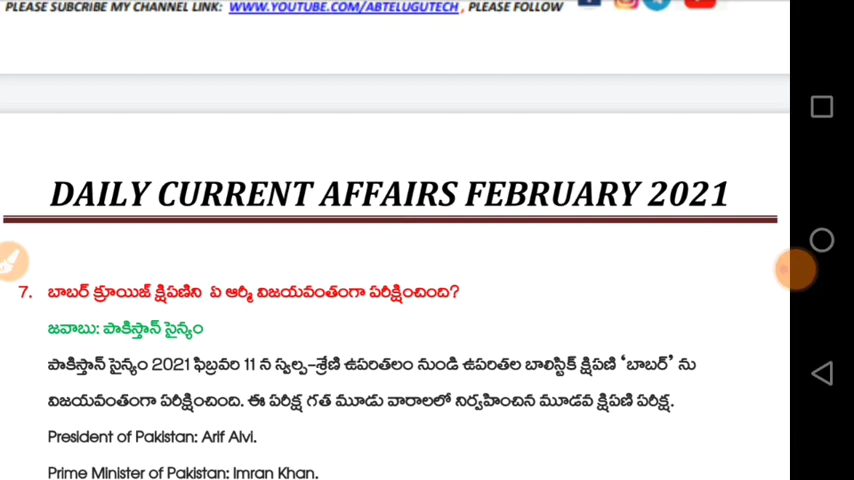 PLEASE SUBCRIBE MY CHANNEL LINK: WWW.YOUTUBE.COM/ABTELUGUTECH , PLEASE FOLLOW
DAILY CURRENT AFFAIRS FEBRUARY 2021
7. బాబర్ క్రూయిజ్ క్షిపణిని ఏ ఆర్మీ విజయవంతంగా పరీక్షించింది?
జవాబు: పాకిస్తాన్ సైన్యం
పాకిస్తాన్ సైన్యం 2021 ఫిబ్రవరి 11 న స్వల్ప-శ్రేణి ఉపరితలం నుండి ఉపరితల బాలిస్టిక్ క్షిపణి ‘బాబర్’ ను
విజయవంతంగా పరీక్షించింది. ఈ పరీక్ష గత మూడు వారాలలో నిర్వహించిన మూడవ క్షిపణి పరీక్ష.
President of Pakistan: Arif Alvi.
Prime Minister of Pakistan: Imran Khan.